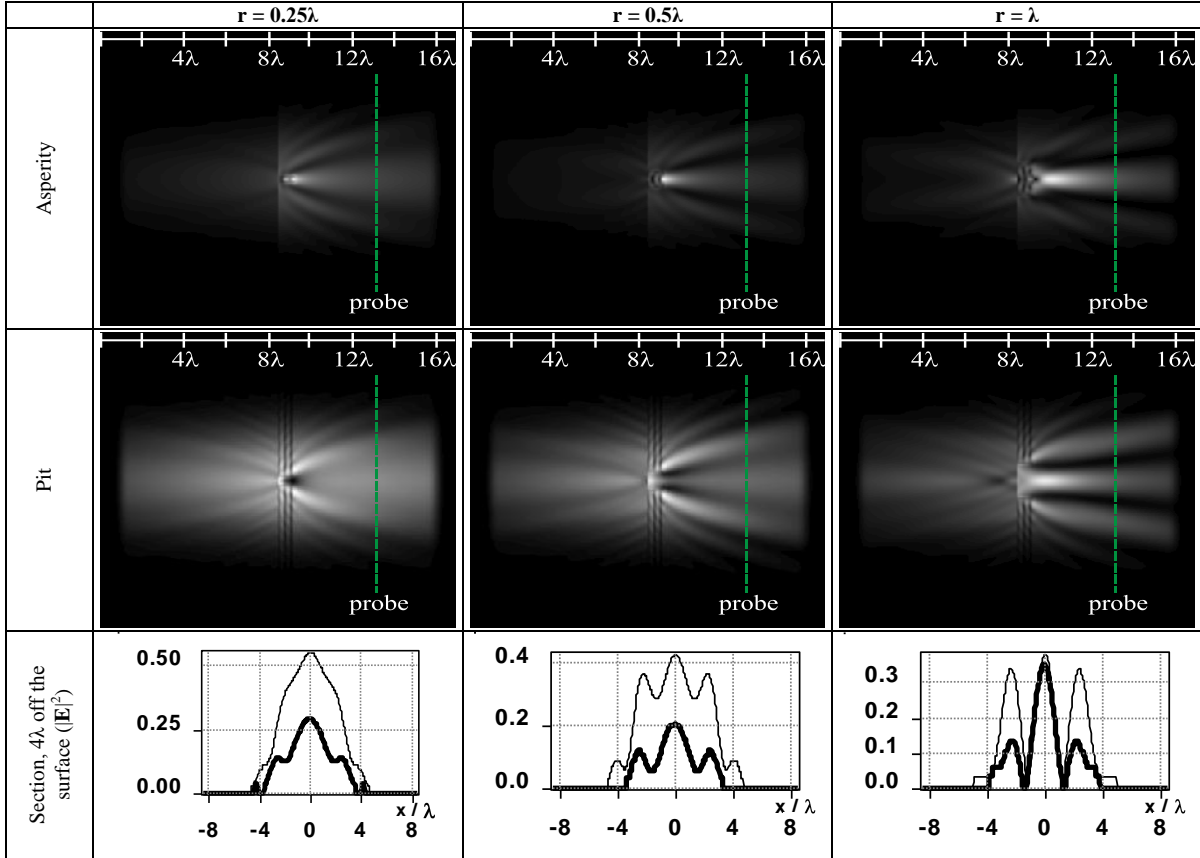 r = 0.25λ r = 0.5λ r = λ
Asperity
4λ 8λ 12λ 16λ
probe
4λ 8λ 12λ 16λ
probe
4λ 8λ 12λ 16λ
probe
Pit
4λ 8λ 12λ 16λ
probe
4λ 8λ 12λ 16λ
probe
4λ 8λ 12λ 16λ
probe
Section, 4λ off the
surface (|E|²)
0.50
0.25
0.00
x / λ
-8 -4 0 4 8
0.4
0.2
0.0
x / λ
-8 -4 0 4 8
0.3
0.2
0.1
0.0
x / λ
-8 -4 0 4 8